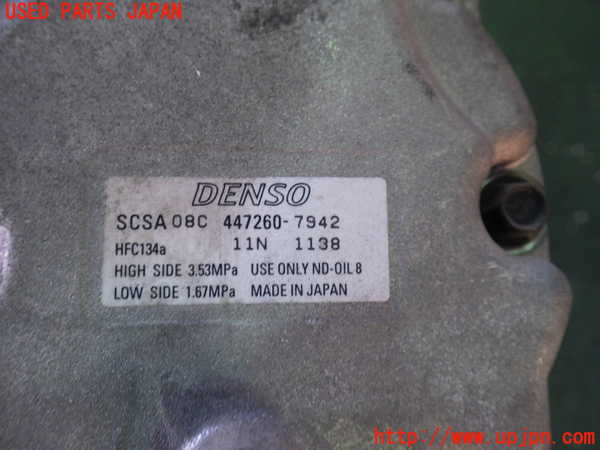 USED PARTS JAPAN
DENSO
SCSA 08C 447260-7942
HFC134a 11N 1138
HIGH SIDE 3.53MPa USE ONLY ND-OIL 8
LOW SIDE 1.67MPa MADE IN JAPAN
http://www.upjpn.com/